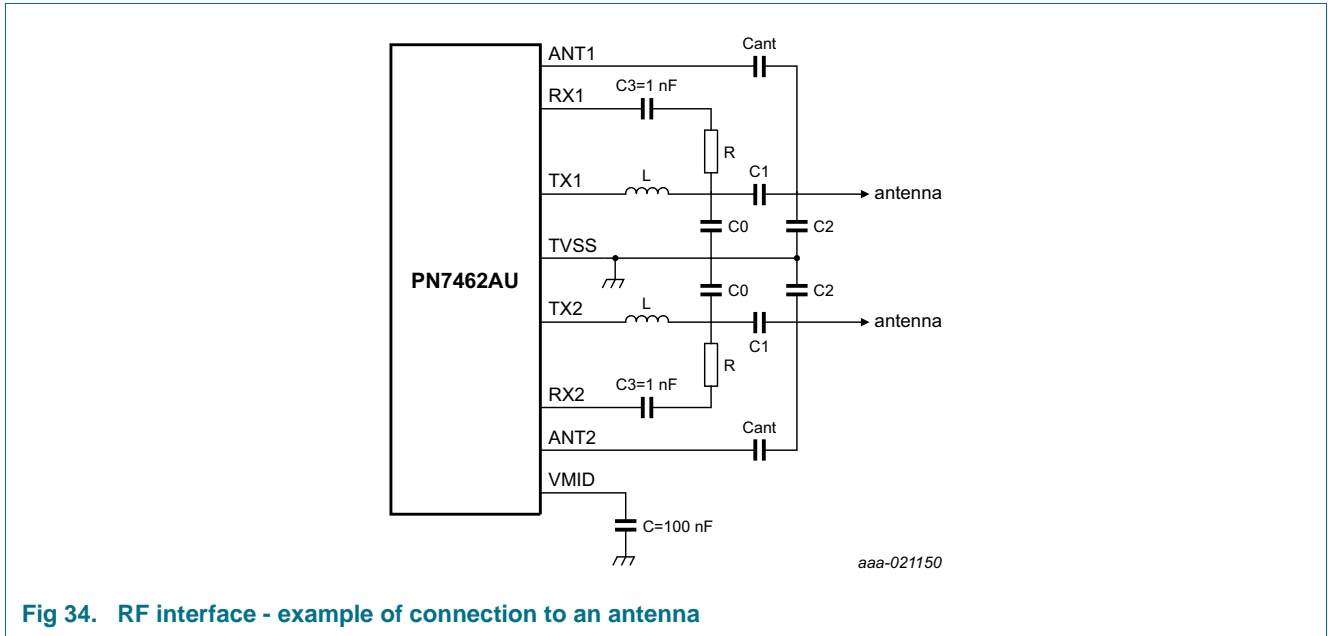 Cant
ANT1
C3=1 nF
RX1
R
TX1
L
C1
antenna
C0
C2
TVSS
PN7462AU
C0
C2
TX2
L
antenna
C1
R
C3=1 nF
RX2
Cant
ANT2
VMID
C=100 nF
aaa-021150
Fig 34. RF interface - example of connection to an antenna